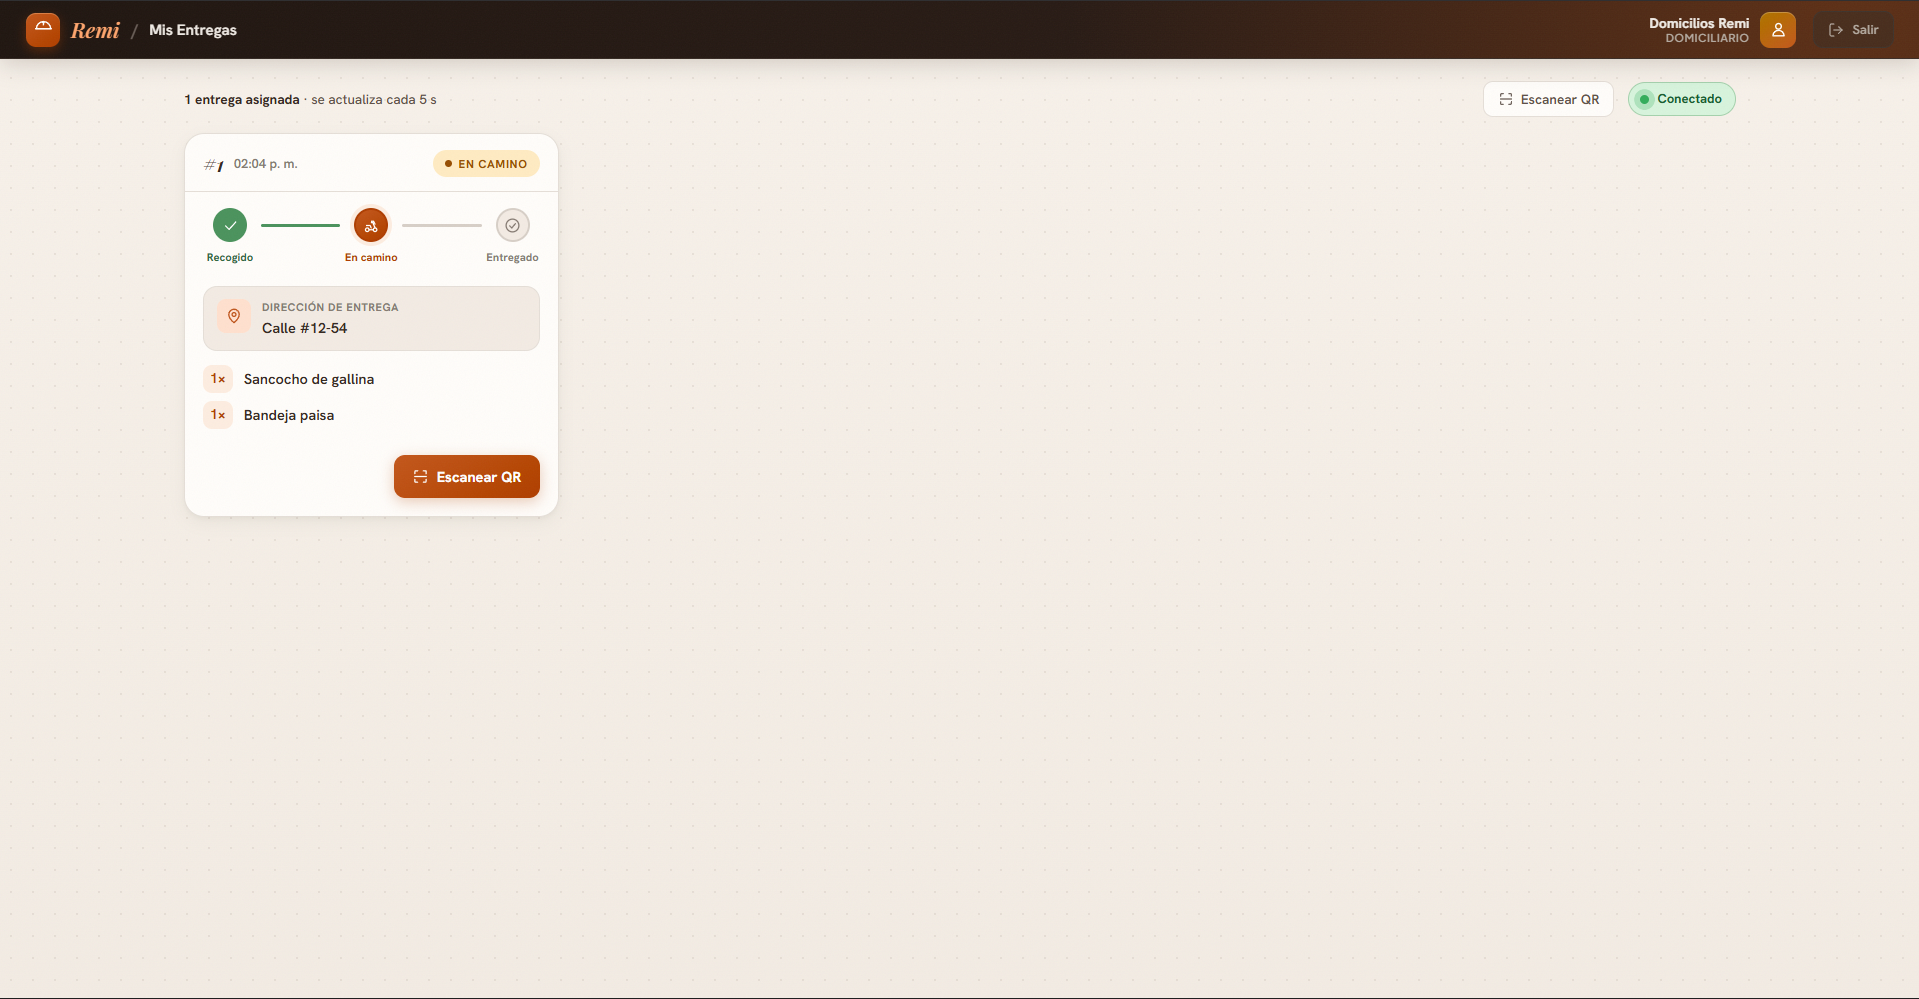 Remi / Mis Entregas
Domicilios Remi
DOMICILIARIO
Salir
1 entrega asignada · se actualiza cada 5 s
Escanear QR
Conectado
#1 02:04 p. m.
EN CAMINO
Recogido
En camino
Entregado
DIRECCIÓN DE ENTREGA
Calle #12-54
1× Sancocho de gallina
1× Bandeja paisa
Escanear QR